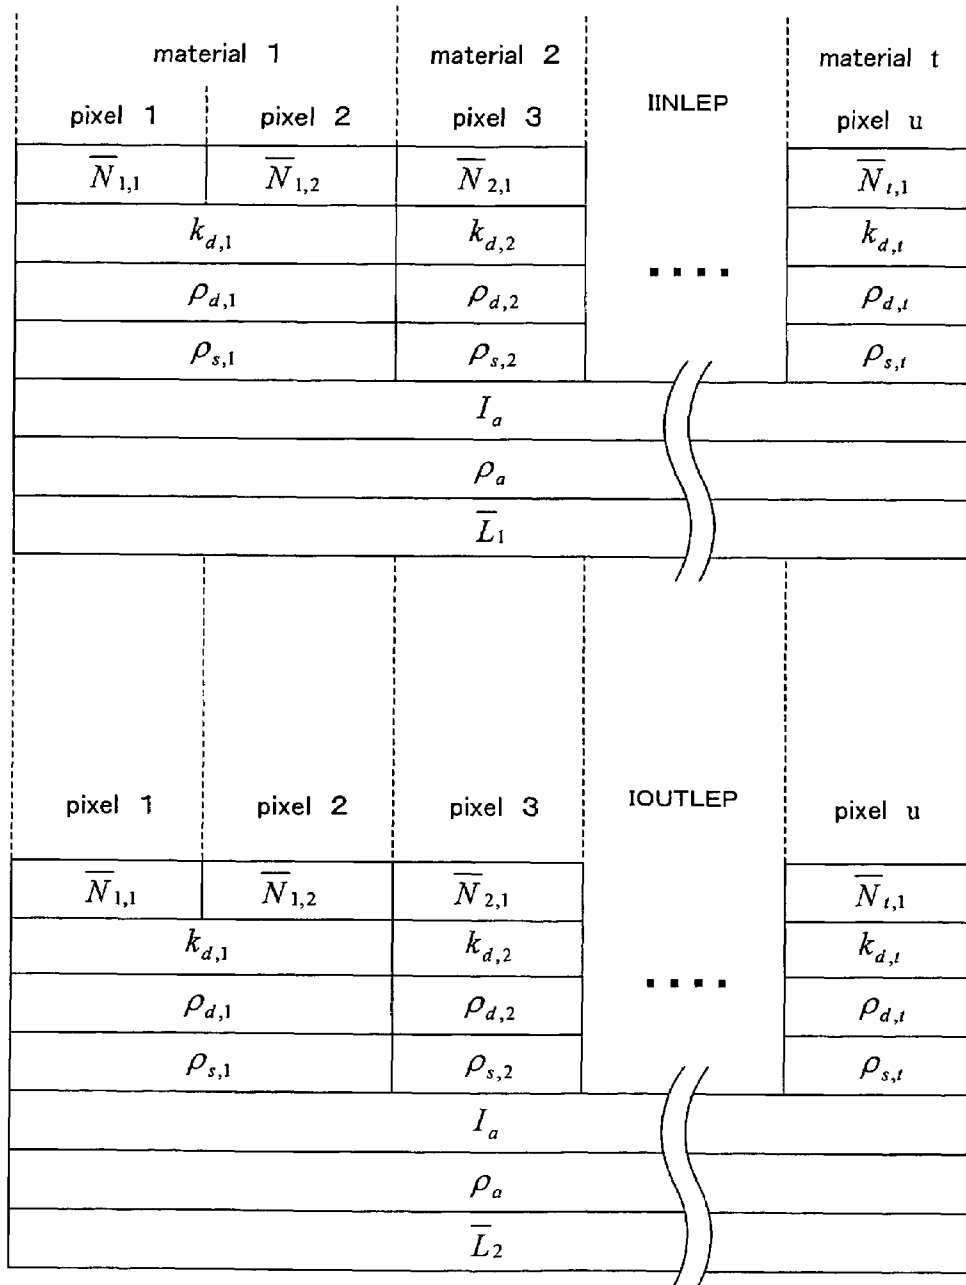 material 1 material 2 material t
IINLEP
pixel 1 pixel 2 pixel 3 pixel u
N̅1,1 N̅1,2 N̅2,1 N̅t,1
kd,1 kd,2 kd,t
ρd,1 ρd,2 ρd,t
ρs,1 ρs,2 ρs,t
Ia
ρa
L̅1
pixel 1 pixel 2 pixel 3 IOUTLEP pixel u
N̅1,1 N̅1,2 N̅2,1 N̅t,1
kd,1 kd,2 kd,t
ρd,1 ρd,2 ρd,t
ρs,1 ρs,2 ρs,t
Ia
ρa
L̅2